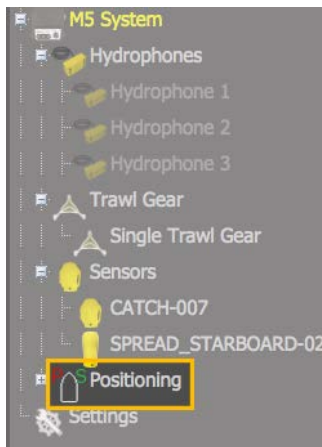 M5 System
Hydrophones
Hydrophone 1
Hydrophone 2
Hydrophone 3
Trawl Gear
Single Trawl Gear
Sensors
CATCH-007
SPREAD_STARBOARD-02
S Positioning
Settings